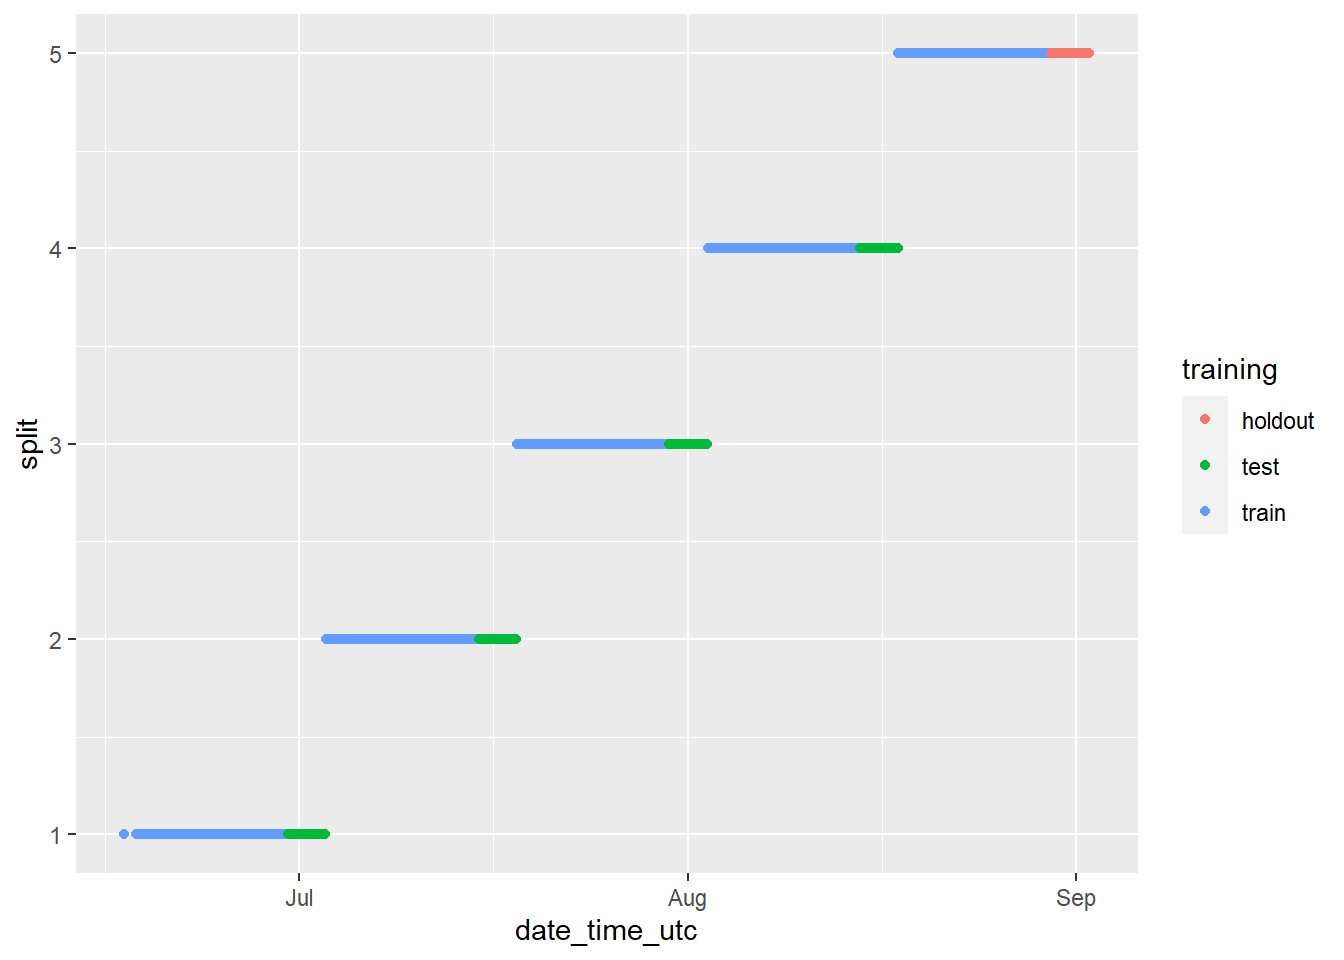 5
4
3
2
1
split
Jul
Aug
Sep
date_time_utc
training
holdout
test
train